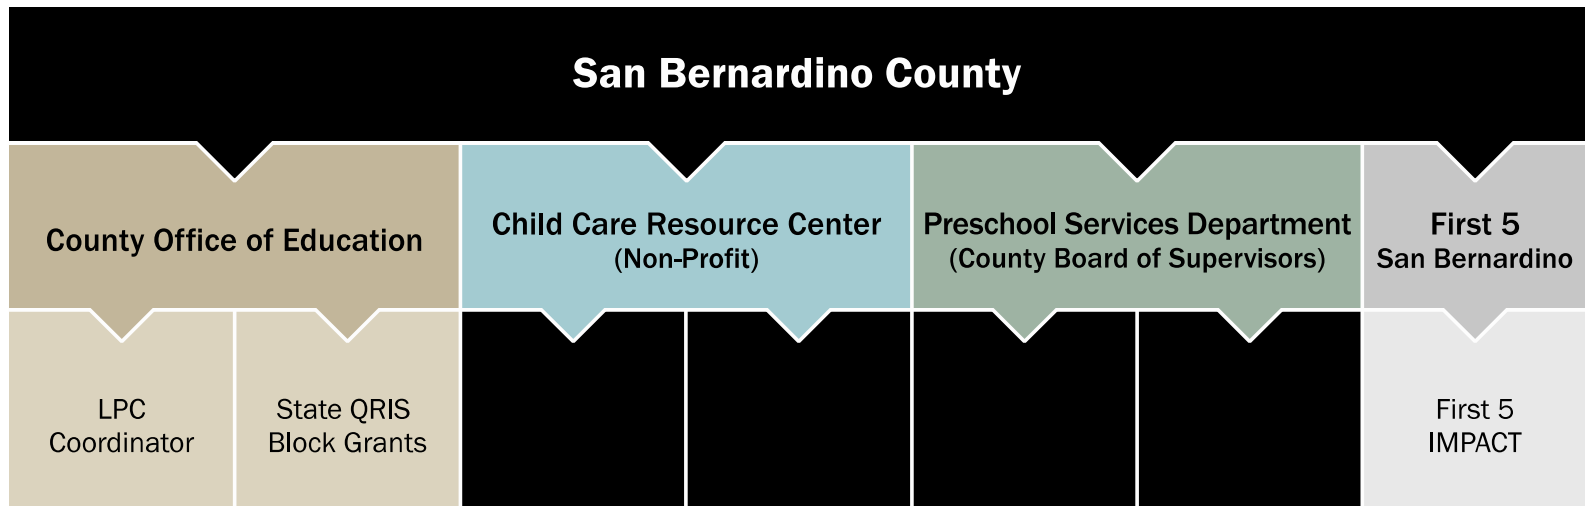 San Bernardino County
County Office of Education
Child Care Resource Center
(Non-Profit)
Preschool Services Department
(County Board of Supervisors)
First 5
San Bernardino
LPC
Coordinator
State QRIS
Block Grants
First 5
IMPACT